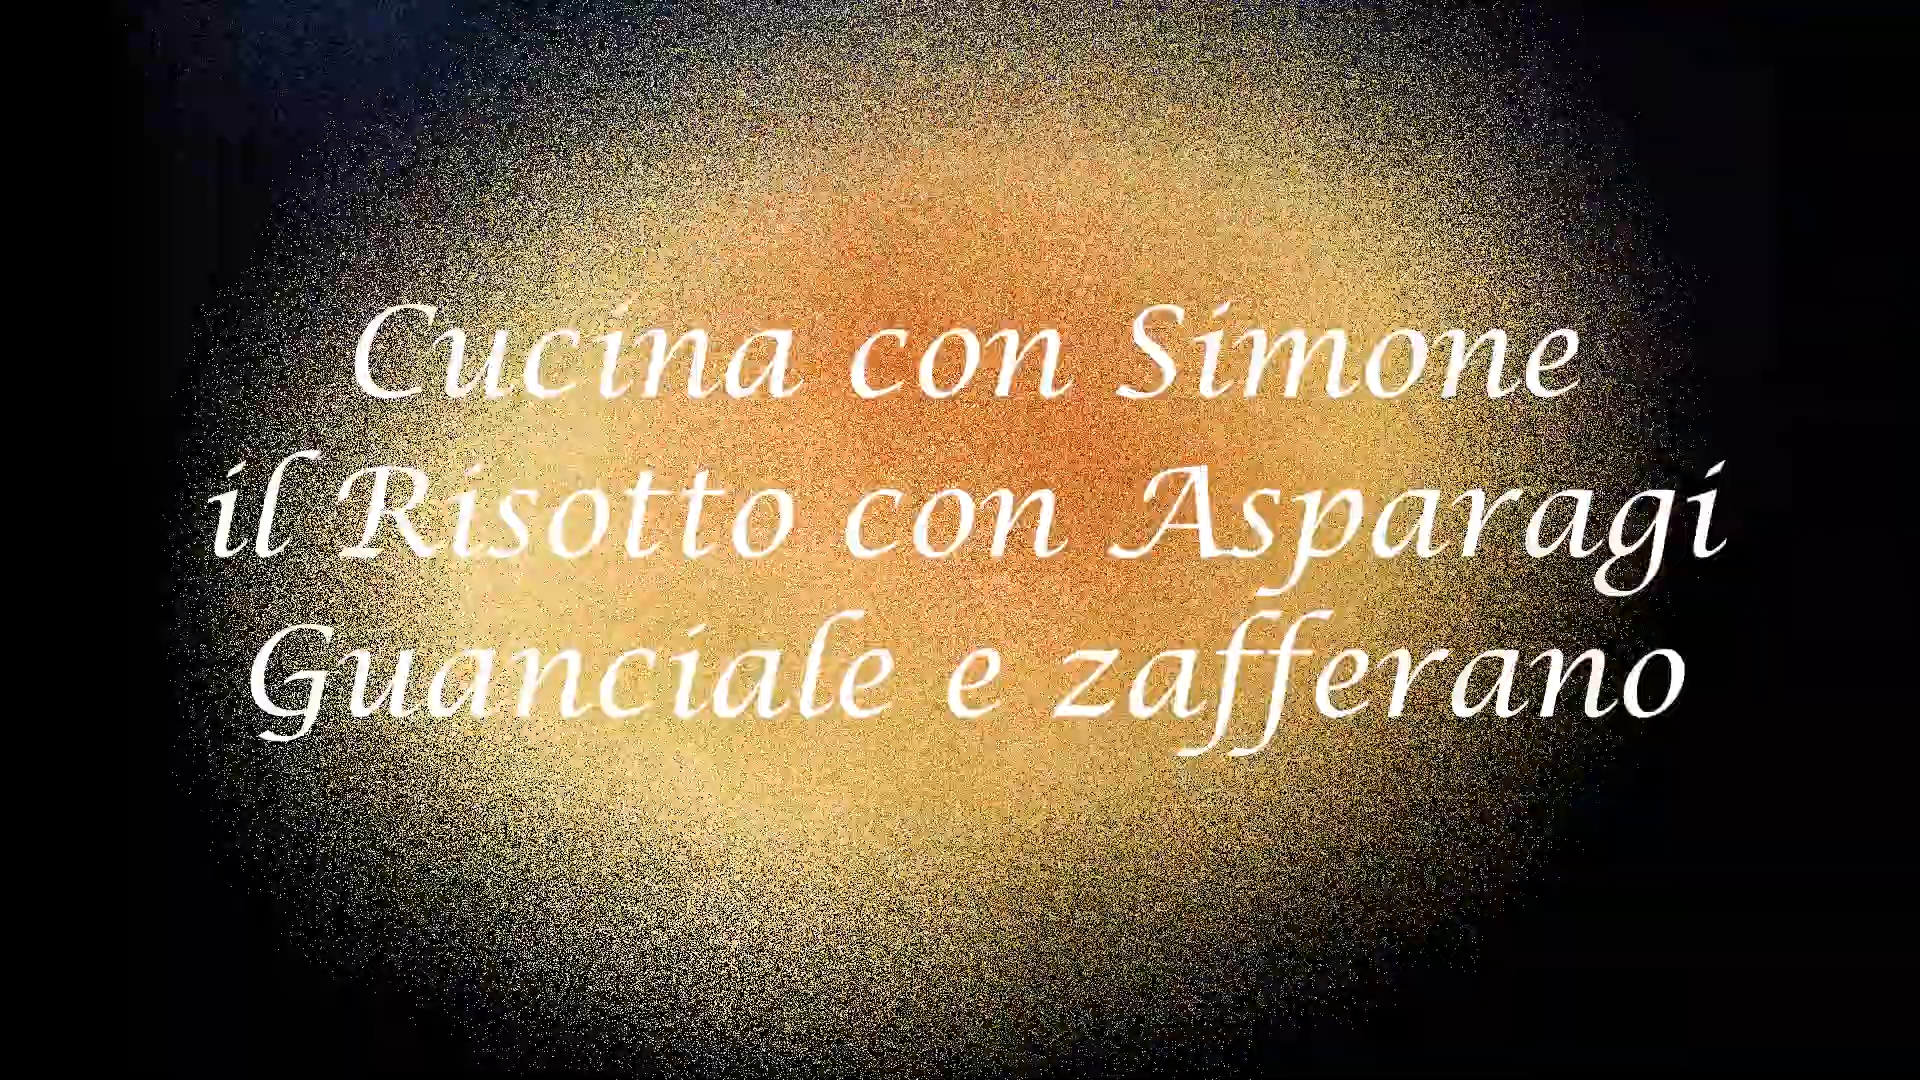 Cucina con Simone
il Risotto con Asparagi
Guanciale e zafferano